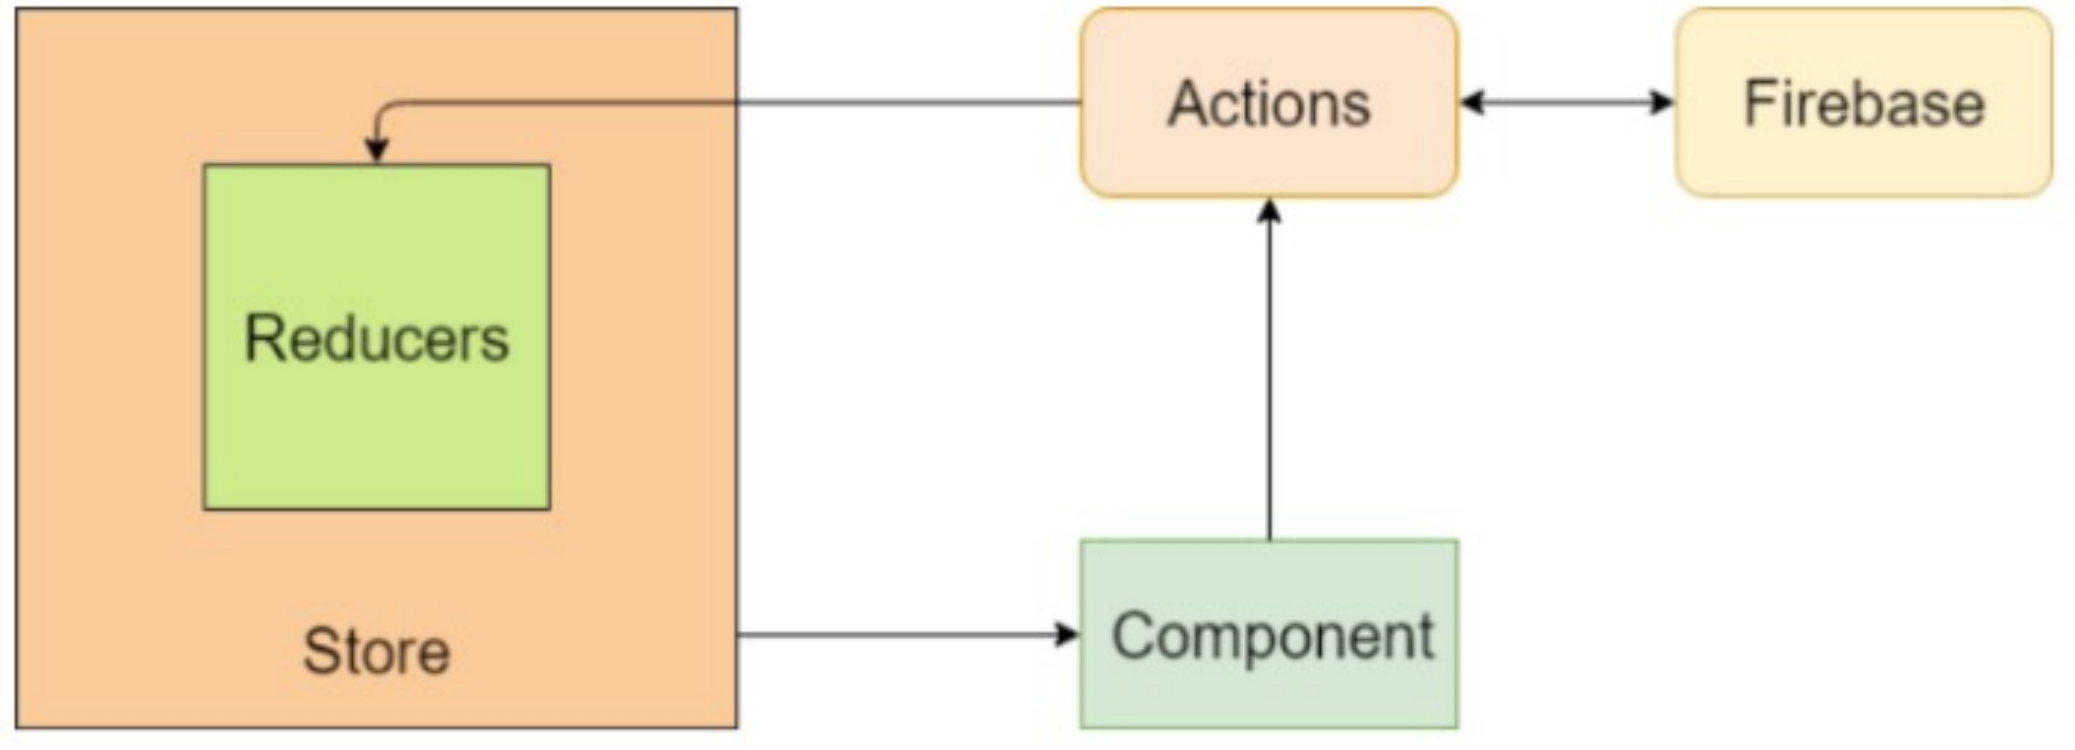 Actions
Firebase
Reducers
Store
Component